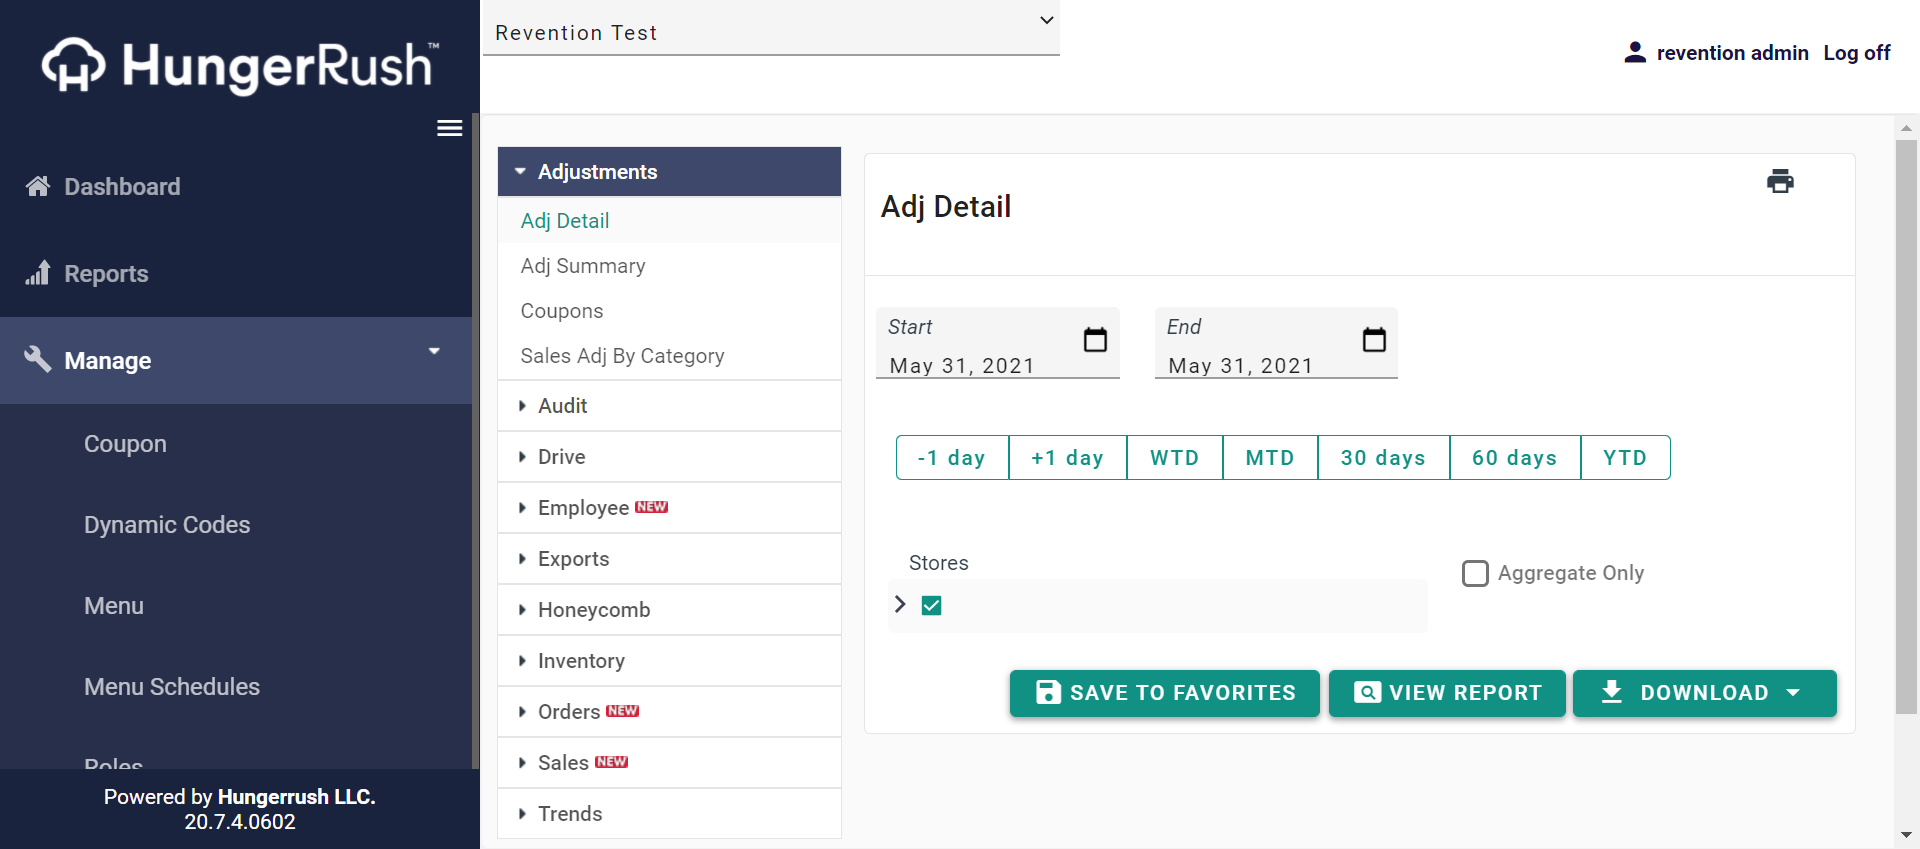 HungerRush™
Revention Test
revention admin Log off
Dashboard
Reports
Manage
Coupon
Dynamic Codes
Menu
Menu Schedules
Roles
Powered by Hungerrush LLC.
20.7.4.0602
Adjustments
Adj Detail
Adj Summary
Coupons
Sales Adj By Category
Audit
Drive
Employee NEW
Exports
Honeycomb
Inventory
Orders NEW
Sales NEW
Trends
Adj Detail
Start
May 31, 2021
End
May 31, 2021
-1 day +1 day WTD MTD 30 days 60 days YTD
Stores
Aggregate Only
SAVE TO FAVORITES VIEW REPORT DOWNLOAD